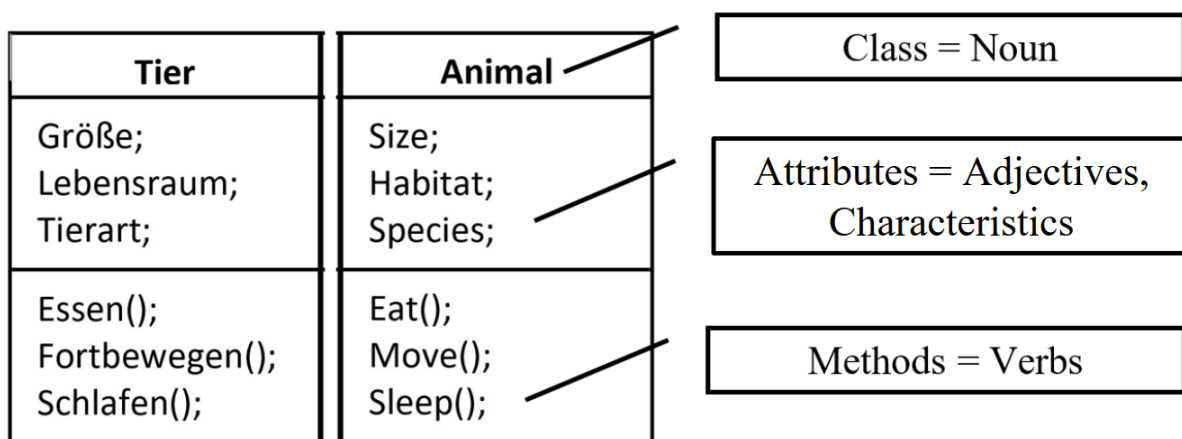 Tier
Größe;
Lebensraum;
Tierart;
Essen();
Fortbewegen();
Schlafen();
Animal
Size;
Habitat;
Species;
Eat();
Move();
Sleep();
Class = Noun
Attributes = Adjectives,
Characteristics
Methods = Verbs